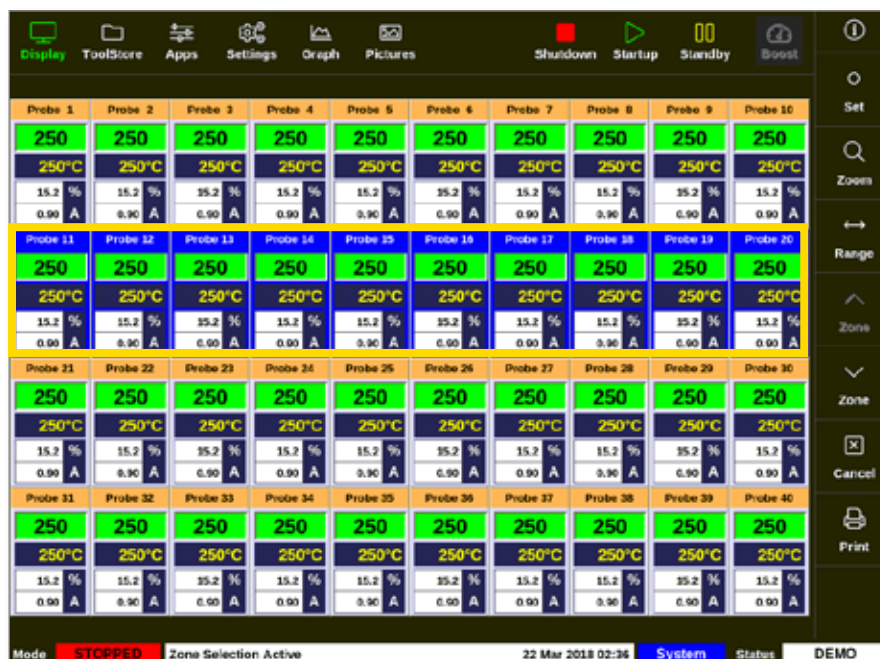 Display ToolStore Apps Settings Graph Pictures Shutdown Startup Standby Boost
Set
Zoom
Range
Zone
Zone
Cancel
Print
Probe 1 Probe 2 Probe 3 Probe 4 Probe 5 Probe 6 Probe 7 Probe 8 Probe 9 Probe 10
250 250 250 250 250 250 250 250 250 250
250°C 250°C 250°C 250°C 250°C 250°C 250°C 250°C 250°C 250°C
15.2 % 15.2 % 15.2 % 15.2 % 15.2 % 15.2 % 15.2 % 15.2 % 15.2 % 15.2 %
0.90 A 0.90 A 0.90 A 0.90 A 0.90 A 0.90 A 0.90 A 0.90 A 0.90 A 0.90 A
Probe 11 Probe 12 Probe 13 Probe 14 Probe 15 Probe 16 Probe 17 Probe 18 Probe 19 Probe 20
250 250 250 250 250 250 250 250 250 250
250°C 250°C 250°C 250°C 250°C 250°C 250°C 250°C 250°C 250°C
15.2 % 15.2 % 15.2 % 15.2 % 15.2 % 15.2 % 15.2 % 15.2 % 15.2 % 15.2 %
0.90 A 0.90 A 0.90 A 0.90 A 0.90 A 0.90 A 0.90 A 0.90 A 0.90 A 0.90 A
Probe 21 Probe 22 Probe 23 Probe 24 Probe 25 Probe 26 Probe 27 Probe 28 Probe 29 Probe 30
250 250 250 250 250 250 250 250 250 250
250°C 250°C 250°C 250°C 250°C 250°C 250°C 250°C 250°C 250°C
15.2 % 15.2 % 15.2 % 15.2 % 15.2 % 15.2 % 15.2 % 15.2 % 15.2 % 15.2 %
0.90 A 0.90 A 0.90 A 0.90 A 0.90 A 0.90 A 0.90 A 0.90 A 0.90 A 0.90 A
Probe 31 Probe 32 Probe 33 Probe 34 Probe 35 Probe 36 Probe 37 Probe 38 Probe 39 Probe 40
250 250 250 250 250 250 250 250 250 250
250°C 250°C 250°C 250°C 250°C 250°C 250°C 250°C 250°C 250°C
15.2 % 15.2 % 15.2 % 15.2 % 15.2 % 15.2 % 15.2 % 15.2 % 15.2 % 15.2 %
0.90 A 0.90 A 0.90 A 0.90 A 0.90 A 0.90 A 0.90 A 0.90 A 0.90 A 0.90 A
Mode STOPPED Zone Selection Active 22 Mar 2018 02:36 System Status DEMO